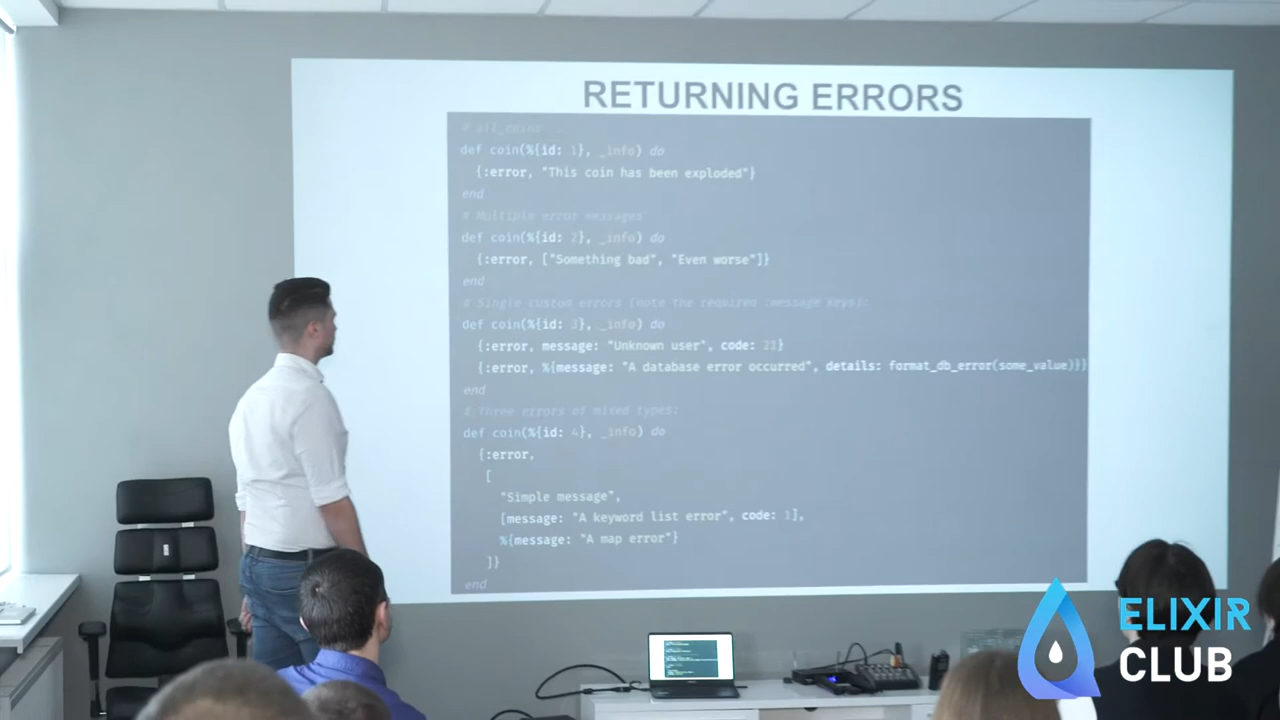 RETURNING ERRORS
# all_coins
def coin(%{id: 1}, _info) do
{:error, "This coin has been exploded"}
end
# Multiple error messages
def coin(%{id: 2}, _info) do
{:error, ["Something bad", "Even worse"]}
end
# Single custom errors (note the required :message keys):
def coin(%{id: 3}, _info) do
{:error, message: "Unknown user", code: 21}
{:error, %{message: "A database error occurred", details: format_db_error(some_value)}}
end
# Three errors of mixed types:
def coin(%{id: 4}, _info) do
{:error,
[
"Simple message",
[message: "A keyword list error", code: 1],
%{message: "A map error"}
]}
end
ELIXIR
CLUB